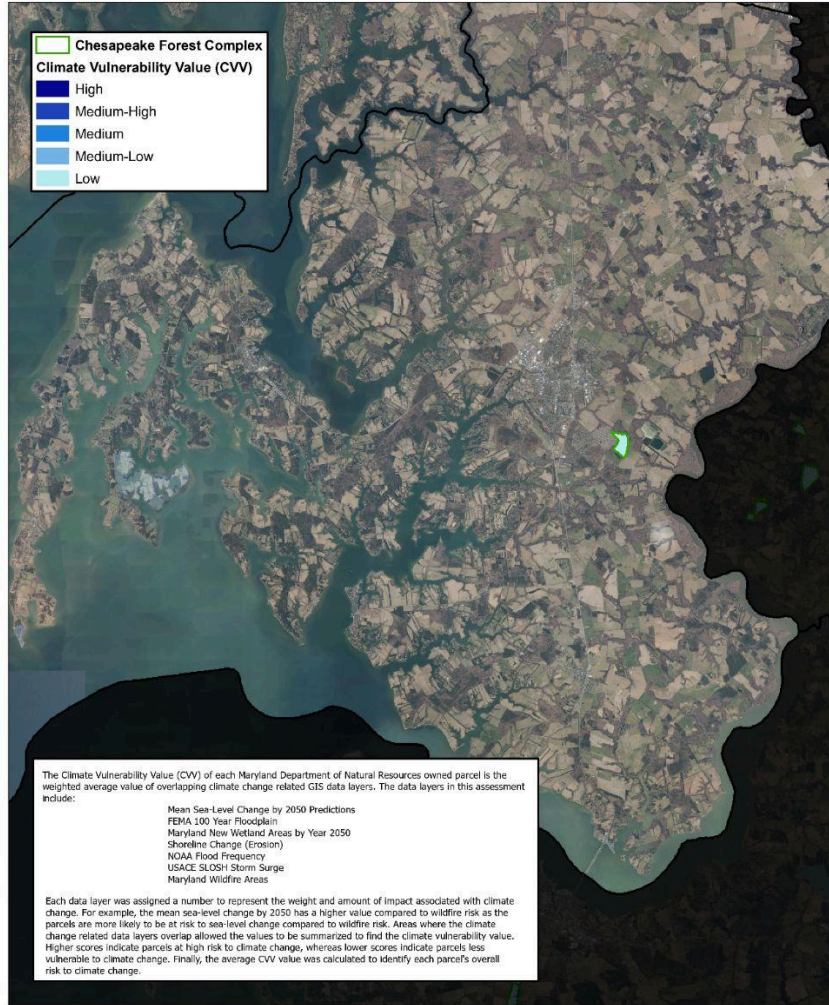 Chesapeake Forest Complex
Climate Vulnerability Value (CVV)
High
Medium-High
Medium
Medium-Low
Low
The Climate Vulnerability Value (CVV) of each Maryland Department of Natural Resources owned parcel is the
weighted average value of overlapping climate change related GIS data layers. The data layers in this assessment
include:
Mean Sea-Level Change by 2050 Predictions
FEMA 100 Year Floodplain
Maryland New Wetland Areas by Year 2050
Shoreline Change (Erosion)
NOAA Flood Frequency
USACE SLOSH Storm Surge
Maryland Wildfire Areas
Each data layer was assigned a number to represent the weight and amount of impact associated with climate
change. For example, the mean sea-level change by 2050 has a higher value compared to wildfire risk as the
parcels are more likely to be at risk to sea-level change compared to wildfire risk. Areas where the climate
change related data layers overlap allowed the values to be summarized to find the climate vulnerability value.
Higher scores indicate parcels at high risk to climate change, whereas lower scores indicate parcels less
vulnerable to climate change. Finally, the average CVV value was calculated to identify each parcel's overall
risk to climate change.